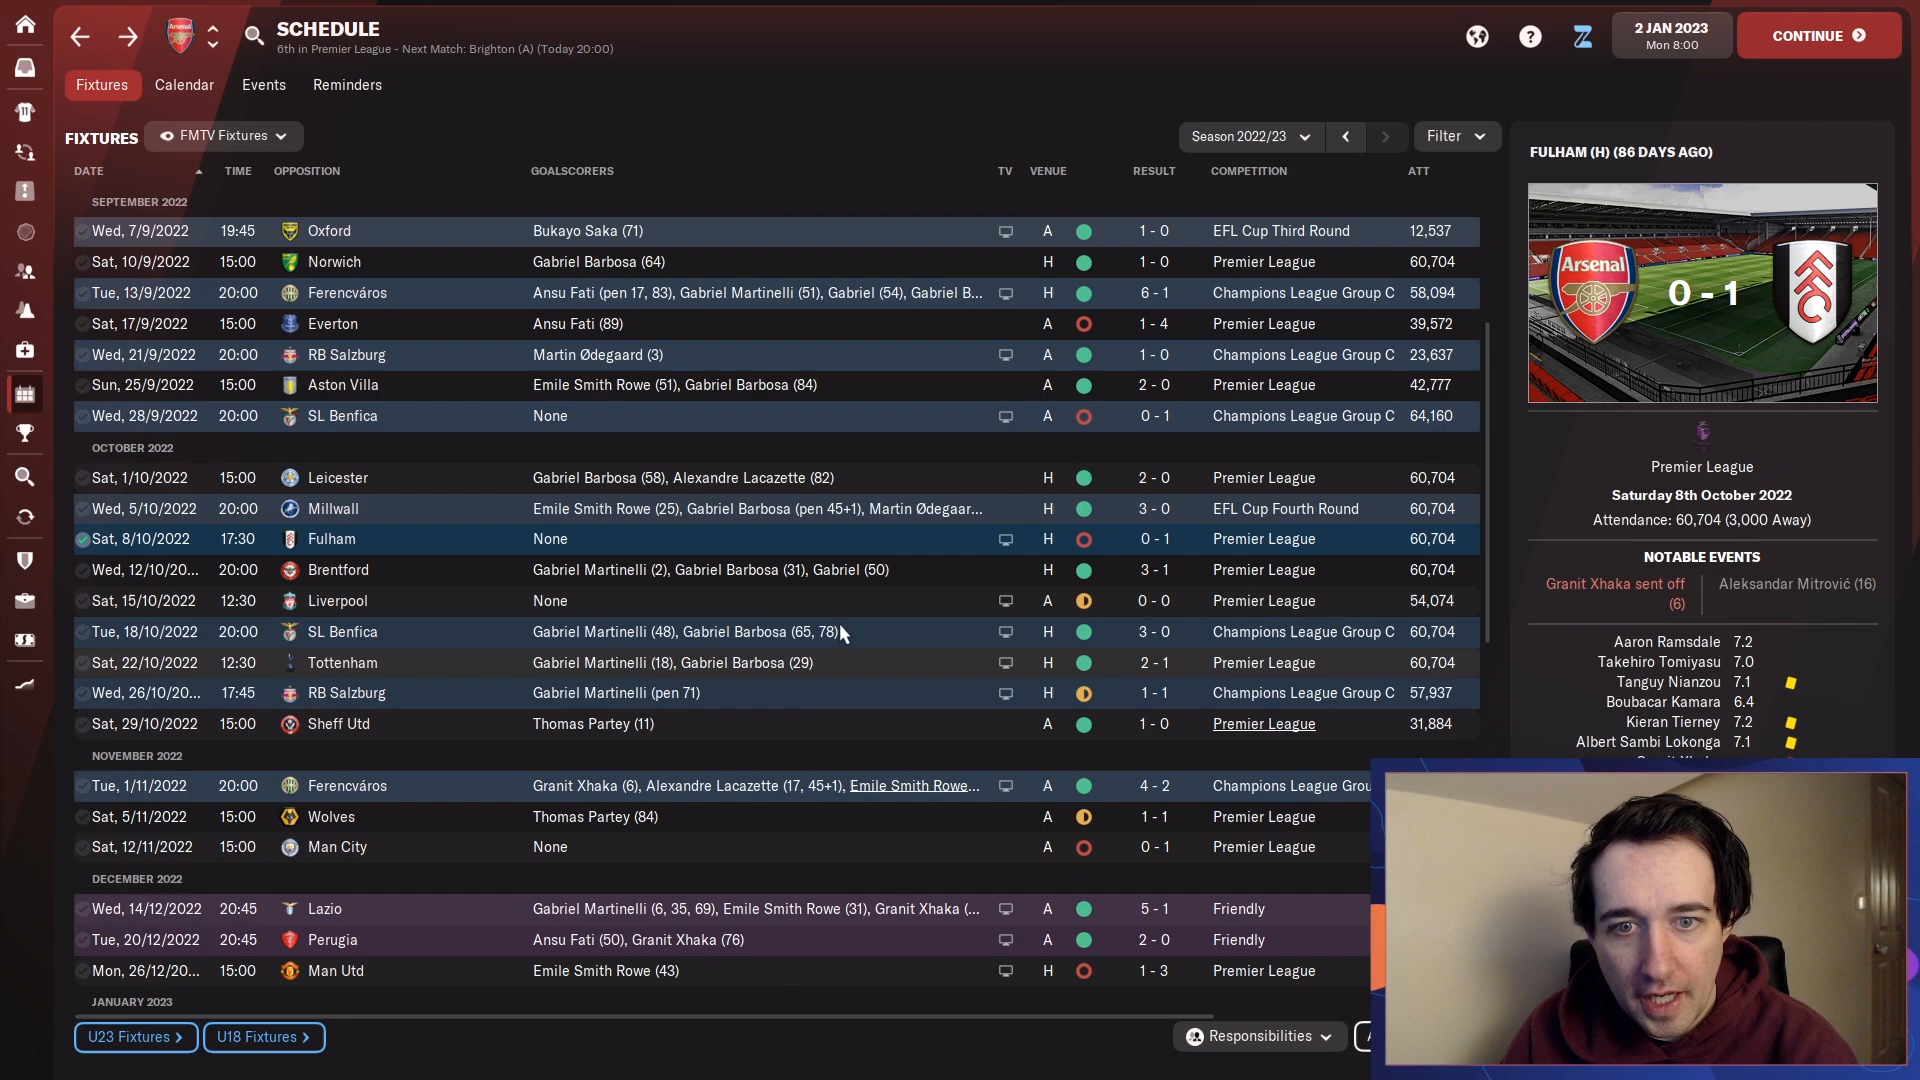 SCHEDULE
6th in Premier League - Next Match: Brighton (A) (Today 20:00)
2 JAN 2023
Mon 8:00
CONTINUE
Fixtures Calendar Events Reminders
FIXTURES FMTV Fixtures Season 2022/23 Filter
DATE TIME OPPOSITION GOALSCORERS TV VENUE RESULT COMPETITION ATT
SEPTEMBER 2022
Wed, 7/9/2022 19:45 Oxford Bukayo Saka (71) A 1 - 0 EFL Cup Third Round 12,537
Sat, 10/9/2022 15:00 Norwich Gabriel Barbosa (64) H 1 - 0 Premier League 60,704
Tue, 13/9/2022 20:00 Ferencváros Ansu Fati (pen 17, 83), Gabriel Martinelli (51), Gabriel (54), Gabriel B... H 6 - 1 Champions League Group C 58,094
Sat, 17/9/2022 15:00 Everton Ansu Fati (89) A 1 - 4 Premier League 39,572
Wed, 21/9/2022 20:00 RB Salzburg Martin Ødegaard (3) A 1 - 0 Champions League Group C 23,637
Sun, 25/9/2022 15:00 Aston Villa Emile Smith Rowe (51), Gabriel Barbosa (84) A 2 - 0 Premier League 42,777
Wed, 28/9/2022 20:00 SL Benfica None A 0 - 1 Champions League Group C 64,160
OCTOBER 2022
Sat, 1/10/2022 15:00 Leicester Gabriel Barbosa (58), Alexandre Lacazette (82) H 2 - 0 Premier League 60,704
Wed, 5/10/2022 20:00 Millwall Emile Smith Rowe (25), Gabriel Barbosa (pen 45+1), Martin Ødegaar... H 3 - 0 EFL Cup Fourth Round 60,704
Sat, 8/10/2022 17:30 Fulham None H 0 - 1 Premier League 60,704
Wed, 12/10/20... 20:00 Brentford Gabriel Martinelli (2), Gabriel Barbosa (31), Gabriel (50) H 3 - 1 Premier League 60,704
Sat, 15/10/2022 12:30 Liverpool None A 0 - 0 Premier League 54,074
Tue, 18/10/2022 20:00 SL Benfica Gabriel Martinelli (48), Gabriel Barbosa (65, 78) H 3 - 0 Champions League Group C 60,704
Sat, 22/10/2022 12:30 Tottenham Gabriel Martinelli (18), Gabriel Barbosa (29) H 2 - 1 Premier League 60,704
Wed, 26/10/20... 17:45 RB Salzburg Gabriel Martinelli (pen 71) H 1 - 1 Champions League Group C 57,937
Sat, 29/10/2022 15:00 Sheff Utd Thomas Partey (11) A 1 - 0 Premier League 31,884
NOVEMBER 2022
Tue, 1/11/2022 20:00 Ferencváros Granit Xhaka (6), Alexandre Lacazette (17, 45+1), Emile Smith Rowe... A 4 - 2 Champions League Grou
Sat, 5/11/2022 15:00 Wolves Thomas Partey (84) A 1 - 1 Premier League
Sat, 12/11/2022 15:00 Man City None A 0 - 1 Premier League
DECEMBER 2022
Wed, 14/12/2022 20:45 Lazio Gabriel Martinelli (6, 35, 69), Emile Smith Rowe (31), Granit Xhaka (... A 5 - 1 Friendly
Tue, 20/12/2022 20:45 Perugia Ansu Fati (50), Granit Xhaka (76) A 2 - 0 Friendly
Mon, 26/12/20... 15:00 Man Utd Emile Smith Rowe (43) H 1 - 3 Premier League
JANUARY 2023
U23 Fixtures U18 Fixtures Responsibilities
FULHAM (H) (86 DAYS AGO)
Arsenal 0 - 1 FFC
Premier League
Saturday 8th October 2022
Attendance: 60,704 (3,000 Away)
NOTABLE EVENTS
Granit Xhaka sent off (6)
Aleksandar Mitrović (16)
Aaron Ramsdale 7.2
Takehiro Tomiyasu 7.0
Tanguy Nianzou 7.1
Boubacar Kamara 6.4
Kieran Tierney 7.2
Albert Sambi Lokonga 7.1